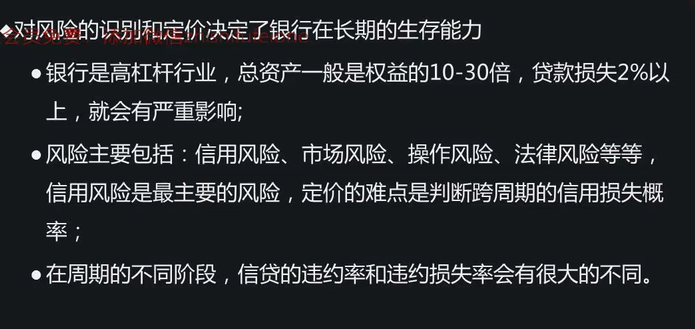 对风险的识别和定价决定了银行在长期的生存能力
●银行是高杠杆行业，总资产一般是权益的10-30倍，贷款损失2%以
上，就会有严重影响;
●风险主要包括：信用风险、市场风险、操作风险、法律风险等等，
信用风险是最主要的风险，定价的难点是判断跨周期的信用损失概
率；
●在周期的不同阶段，信贷的违约率和违约损失率会有很大的不同。